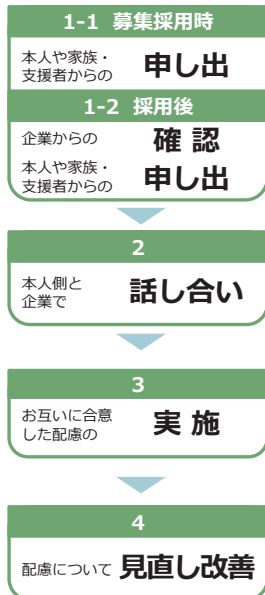 1-1 募集採用時
本人や家族・
支援者からの 申し出
1-2 採用後
企業からの 確 認
本人や家族・
支援者からの 申し出
2
本人側と
企業で 話し合い
3
お互いに合意
した配慮の 実 施
4
配慮について 見直し改善